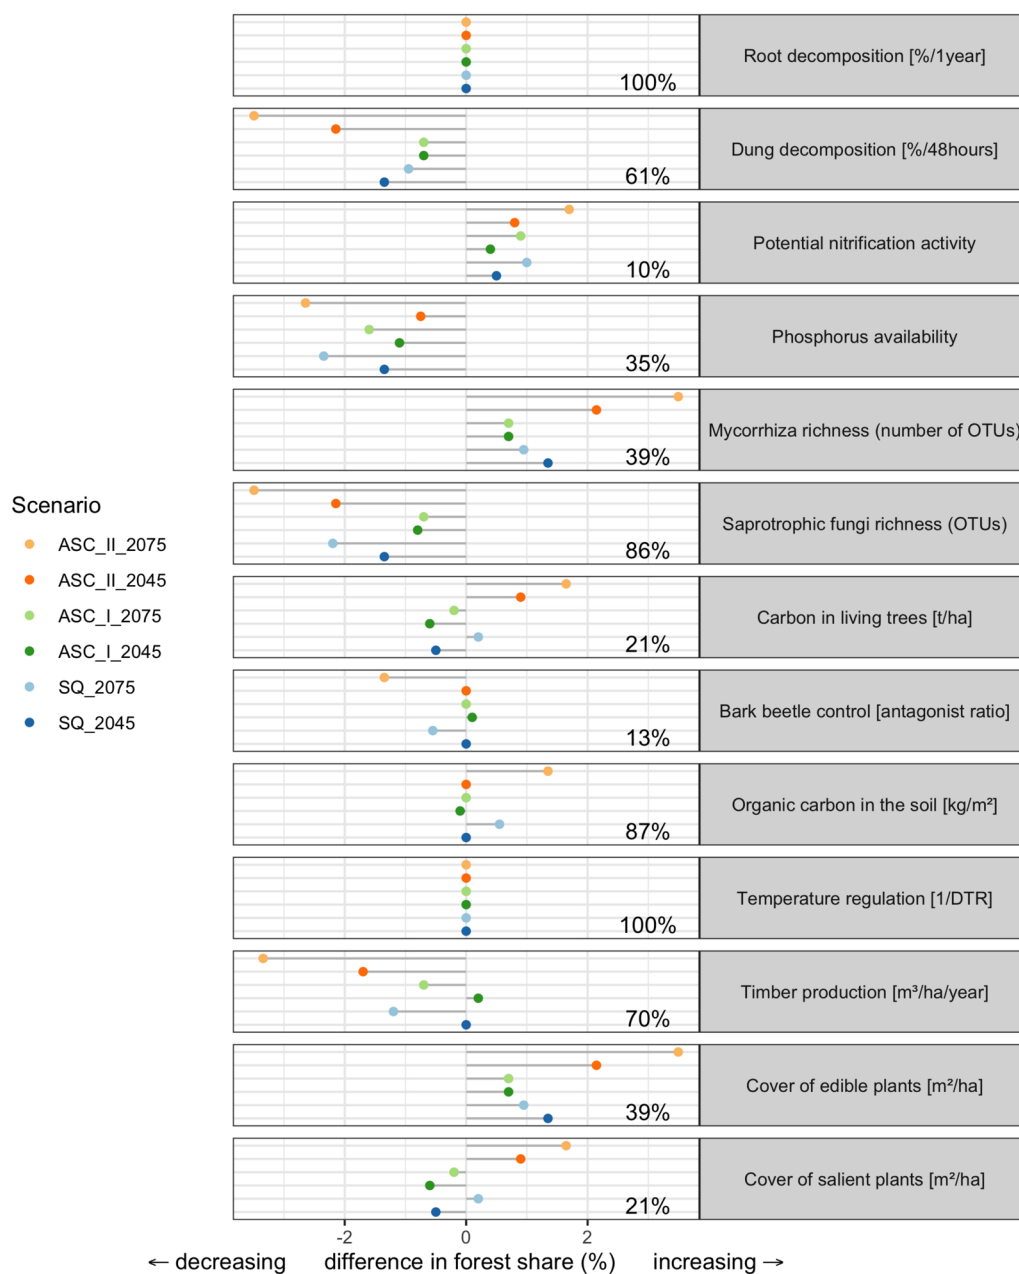 100%
Root decomposition [%/1year]
61%
Dung decomposition [%/48hours]
10%
Potential nitrification activity
35%
Phosphorus availability
39%
Mycorrhiza richness (number of OTUs)
86%
Saprotrophic fungi richness (OTUs)
21%
Carbon in living trees [t/ha]
13%
Bark beetle control [antagonist ratio]
87%
Organic carbon in the soil [kg/m²]
100%
Temperature regulation [1/DTR]
70%
Timber production [m³/ha/year]
39%
Cover of edible plants [m²/ha]
21%
Cover of salient plants [m²/ha]
Scenario
ASC_II_2075
ASC_II_2045
ASC_I_2075
ASC_I_2045
SQ_2075
SQ_2045
-2 0 2
← decreasing difference in forest share (%) increasing →